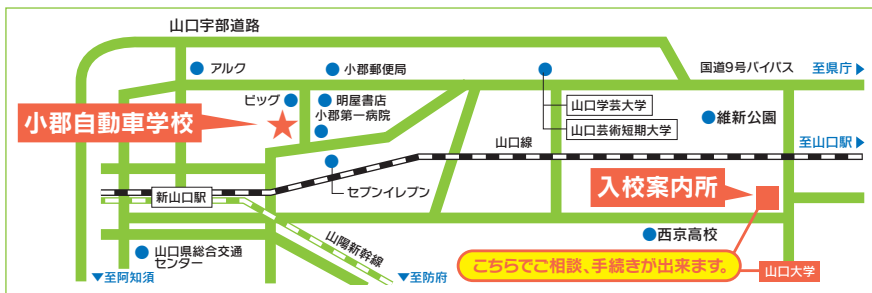 山口宇部道路
アルク
小郡郵便局
国道9号バイパス
至県庁▶
ビッグ
明屋書店
小郡第一病院
小郡自動車学校
山口学芸大学
山口芸術短期大学
維新公園
山口線
至山口駅▶
セブンイレブン
新山口駅
入校案内所
山陽新幹線
西京高校
山口県総合交通
センター
こちらでご相談、手続きが出来ます。
山口大学
▼至阿知須
▼至防府